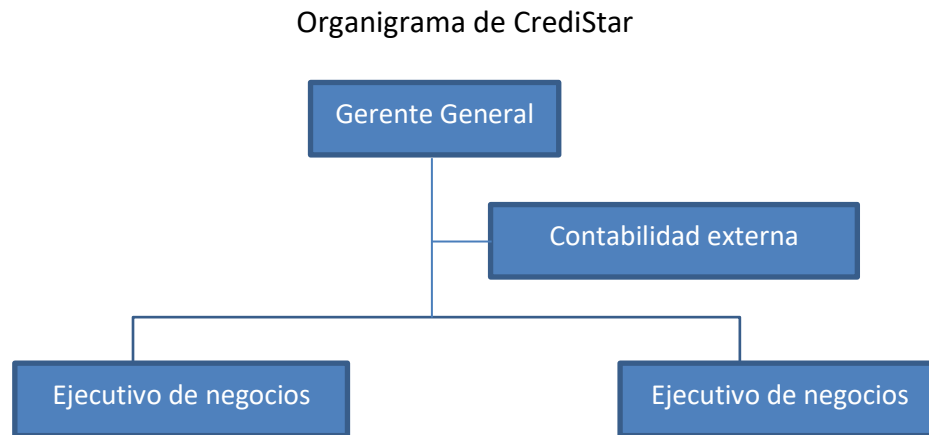 Organigrama de CrediStar
Gerente General
Contabilidad externa
Ejecutivo de negocios
Ejecutivo de negocios